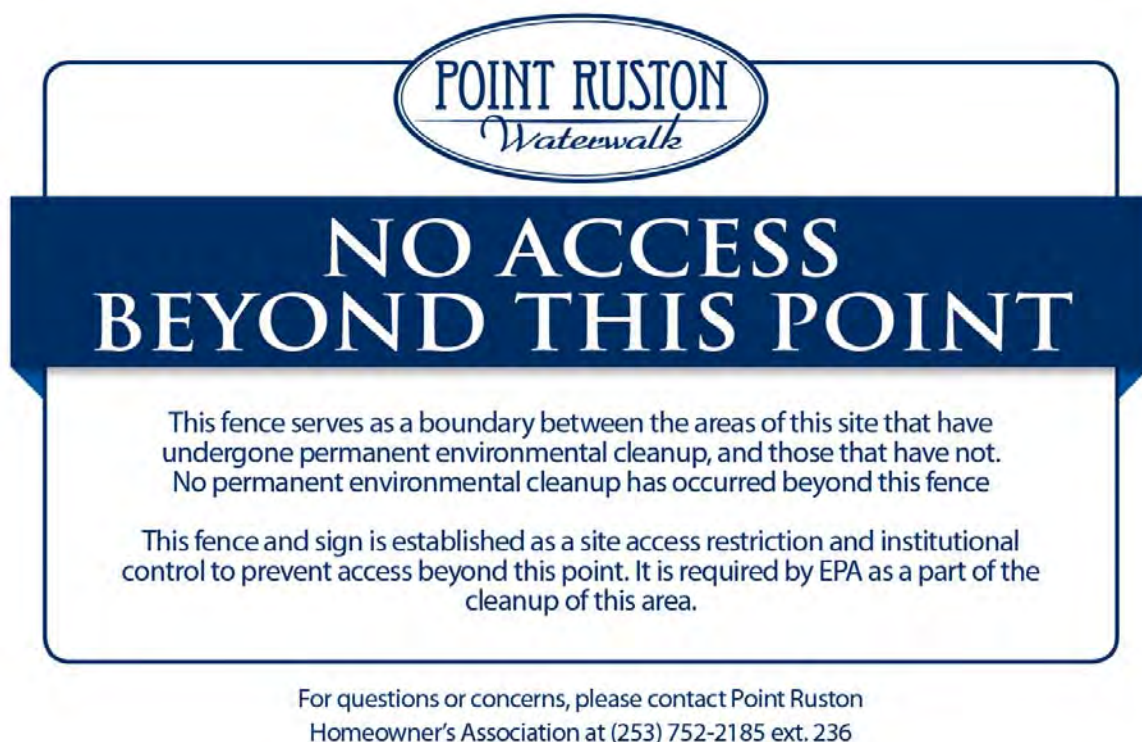 POINT RUSTON
Waterwalk
NO ACCESS
BEYOND THIS POINT
This fence serves as a boundary between the areas of this site that have
undergone permanent environmental cleanup, and those that have not.
No permanent environmental cleanup has occurred beyond this fence
This fence and sign is established as a site access restriction and institutional
control to prevent access beyond this point. It is required by EPA as a part of the
cleanup of this area.
For questions or concerns, please contact Point Ruston
Homeowner's Association at (253) 752-2185 ext. 236